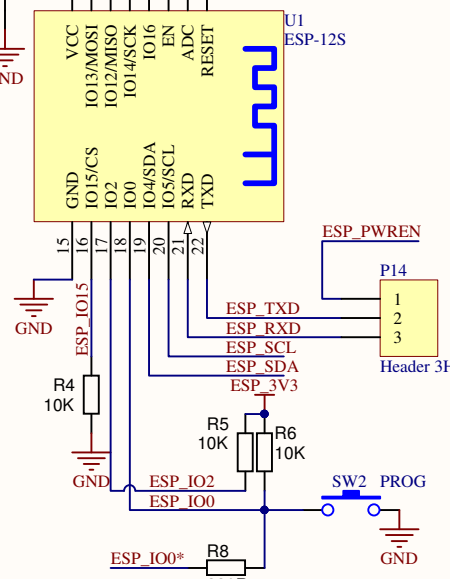 U1
ESP-12S
VCC
IO13/MOSI
IO12/MISO
IO14/SCK
IO16
EN
ADC
RESET
ND
GND
IO15/CS
IO2
IO0
IO4/SDA
IO5/SCL
RXD
TXD
15
16
17
18
19
20
21
22
ESP_PWREN
P14
1
2
3
Header 3H
GND
ESP_IO15
ESP_TXD
ESP_RXD
ESP_SCL
ESP_SDA
ESP_3V3
R4
10K
R5
10K
R6
10K
GND
ESP_IO2
ESP_IO0
SW2 PROG
GND
ESP_IO0*
R8